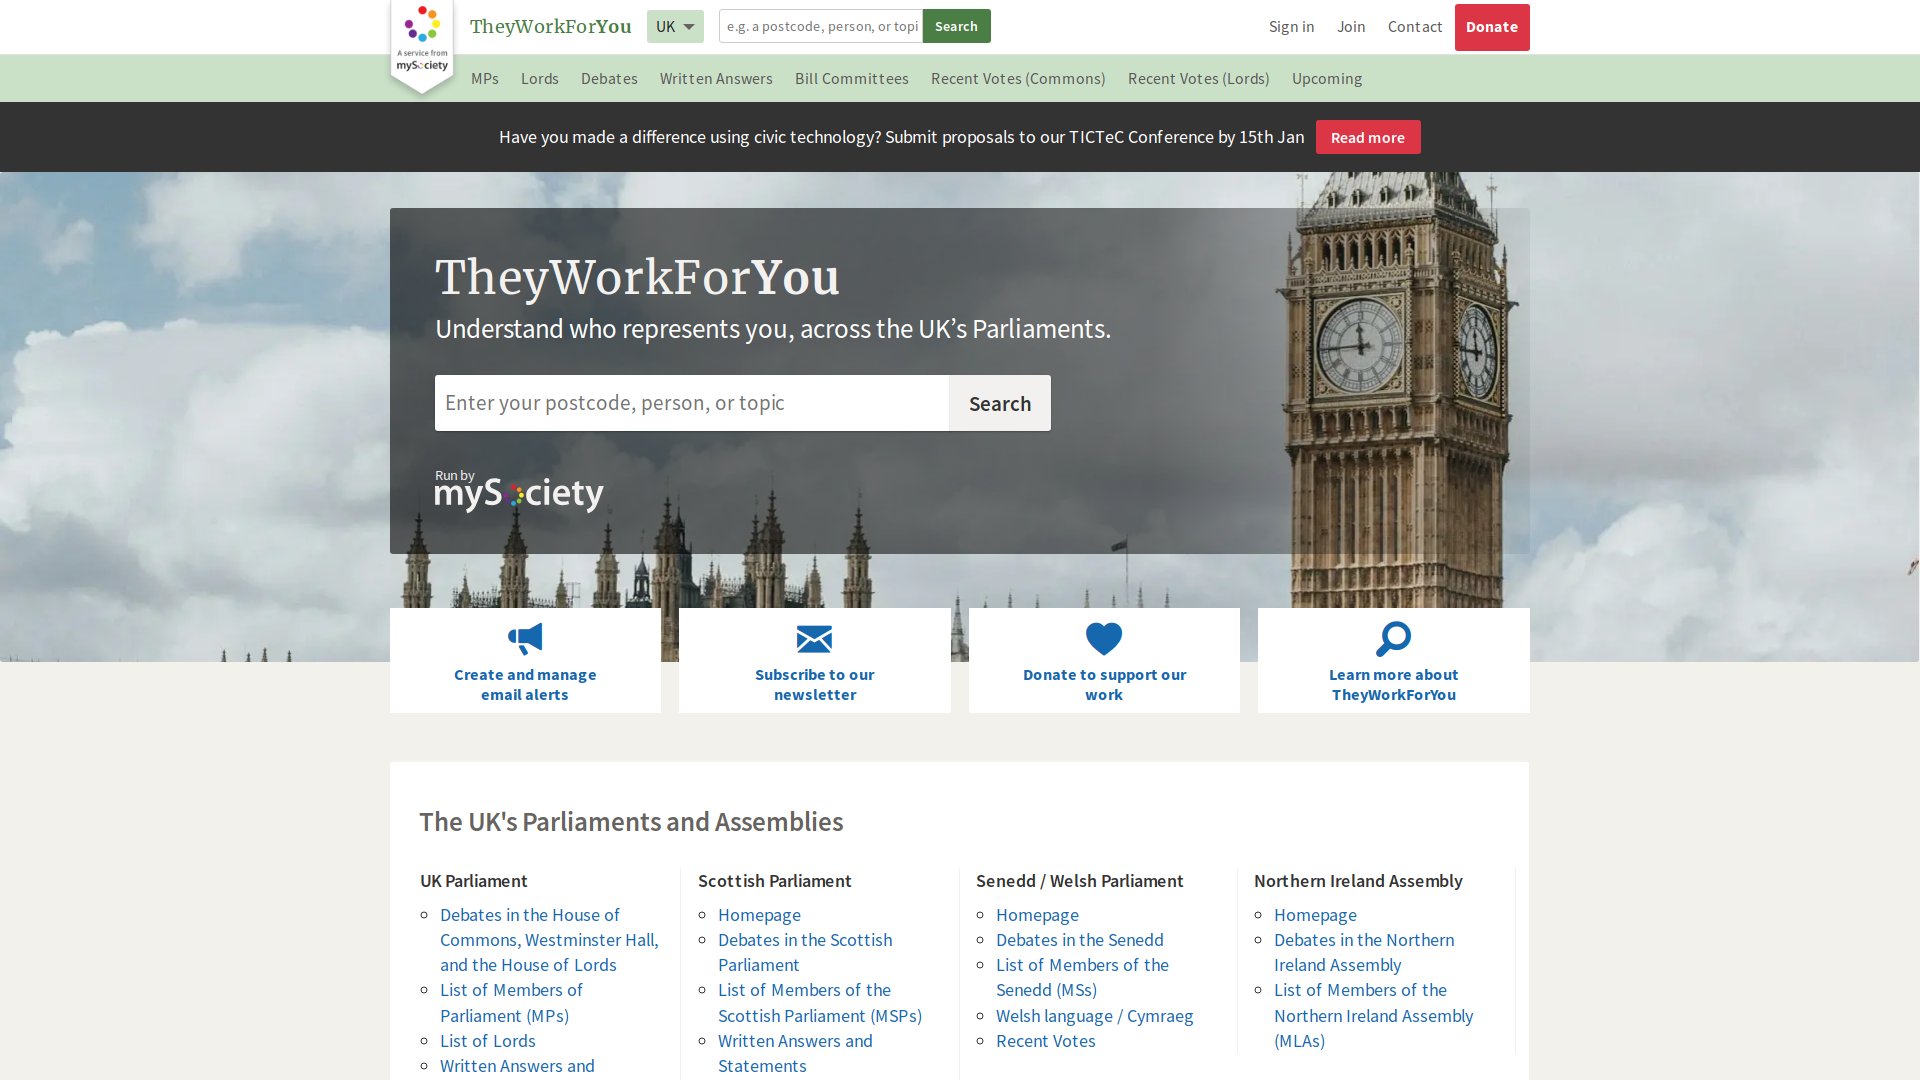 A service from
mySociety
TheyWorkForYou
UK
e.g. a postcode, person, or topi
Search
Sign in
Join
Contact
Donate
MPs
Lords
Debates
Written Answers
Bill Committees
Recent Votes (Commons)
Recent Votes (Lords)
Upcoming
Have you made a difference using civic technology? Submit proposals to our TICTeC Conference by 15th Jan
Read more
TheyWorkForYou
Understand who represents you, across the UK’s Parliaments.
Enter your postcode, person, or topic
Search
Run by
mySociety
Create and manage
email alerts
Subscribe to our
newsletter
Donate to support our
work
Learn more about
TheyWorkForYou
The UK's Parliaments and Assemblies
UK Parliament
Debates in the House of
Commons, Westminster Hall,
and the House of Lords
List of Members of
Parliament (MPs)
List of Lords
Written Answers and
Scottish Parliament
Homepage
Debates in the Scottish
Parliament
List of Members of the
Scottish Parliament (MSPs)
Written Answers and
Statements
Senedd / Welsh Parliament
Homepage
Debates in the Senedd
List of Members of the
Senedd (MSs)
Welsh language / Cymraeg
Recent Votes
Northern Ireland Assembly
Homepage
Debates in the Northern
Ireland Assembly
List of Members of the
Northern Ireland Assembly
(MLAs)